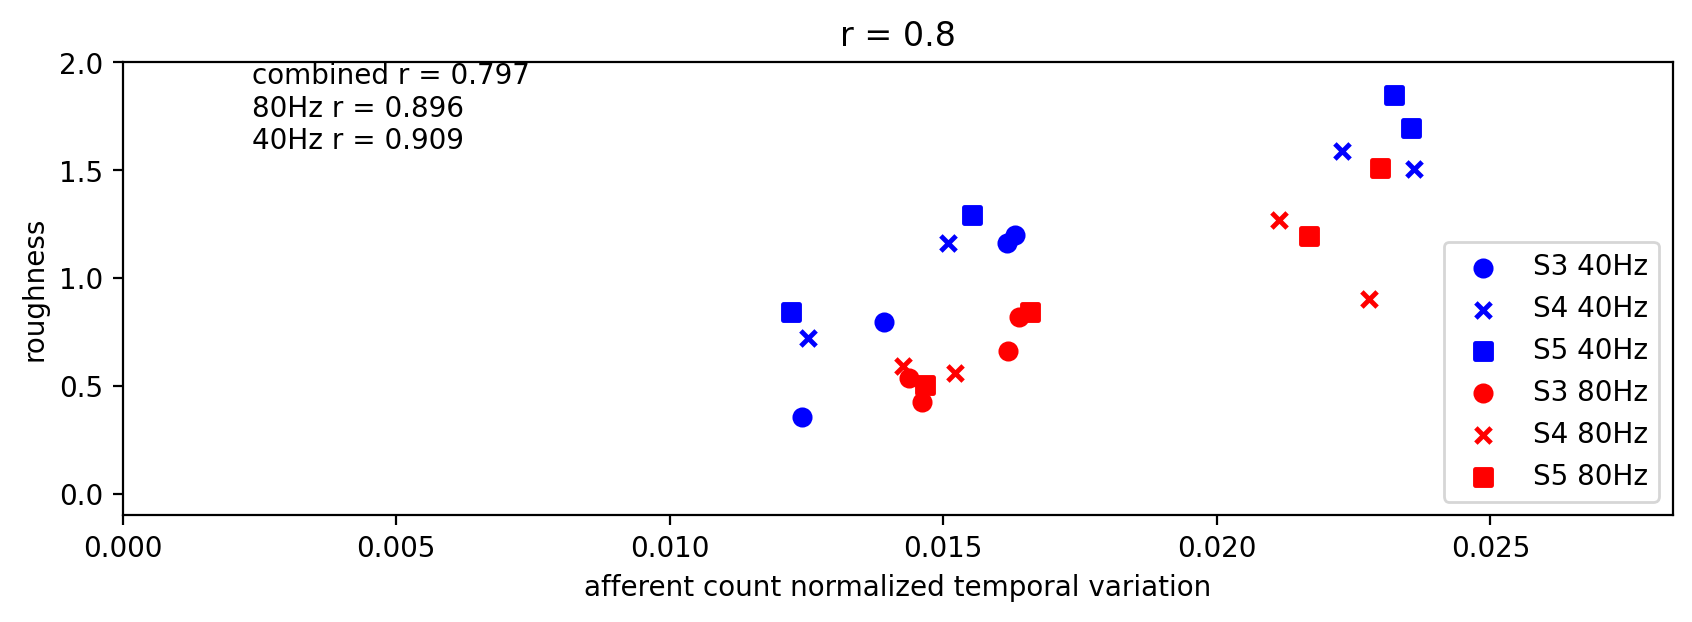 r = 0.8
combined r = 0.797
80Hz r = 0.896
40Hz r = 0.909
2.0
1.5
1.0
0.5
0.0
roughness
S3 40Hz
S4 40Hz
S5 40Hz
S3 80Hz
S4 80Hz
S5 80Hz
0.000 0.005 0.010 0.015 0.020 0.025
afferent count normalized temporal variation